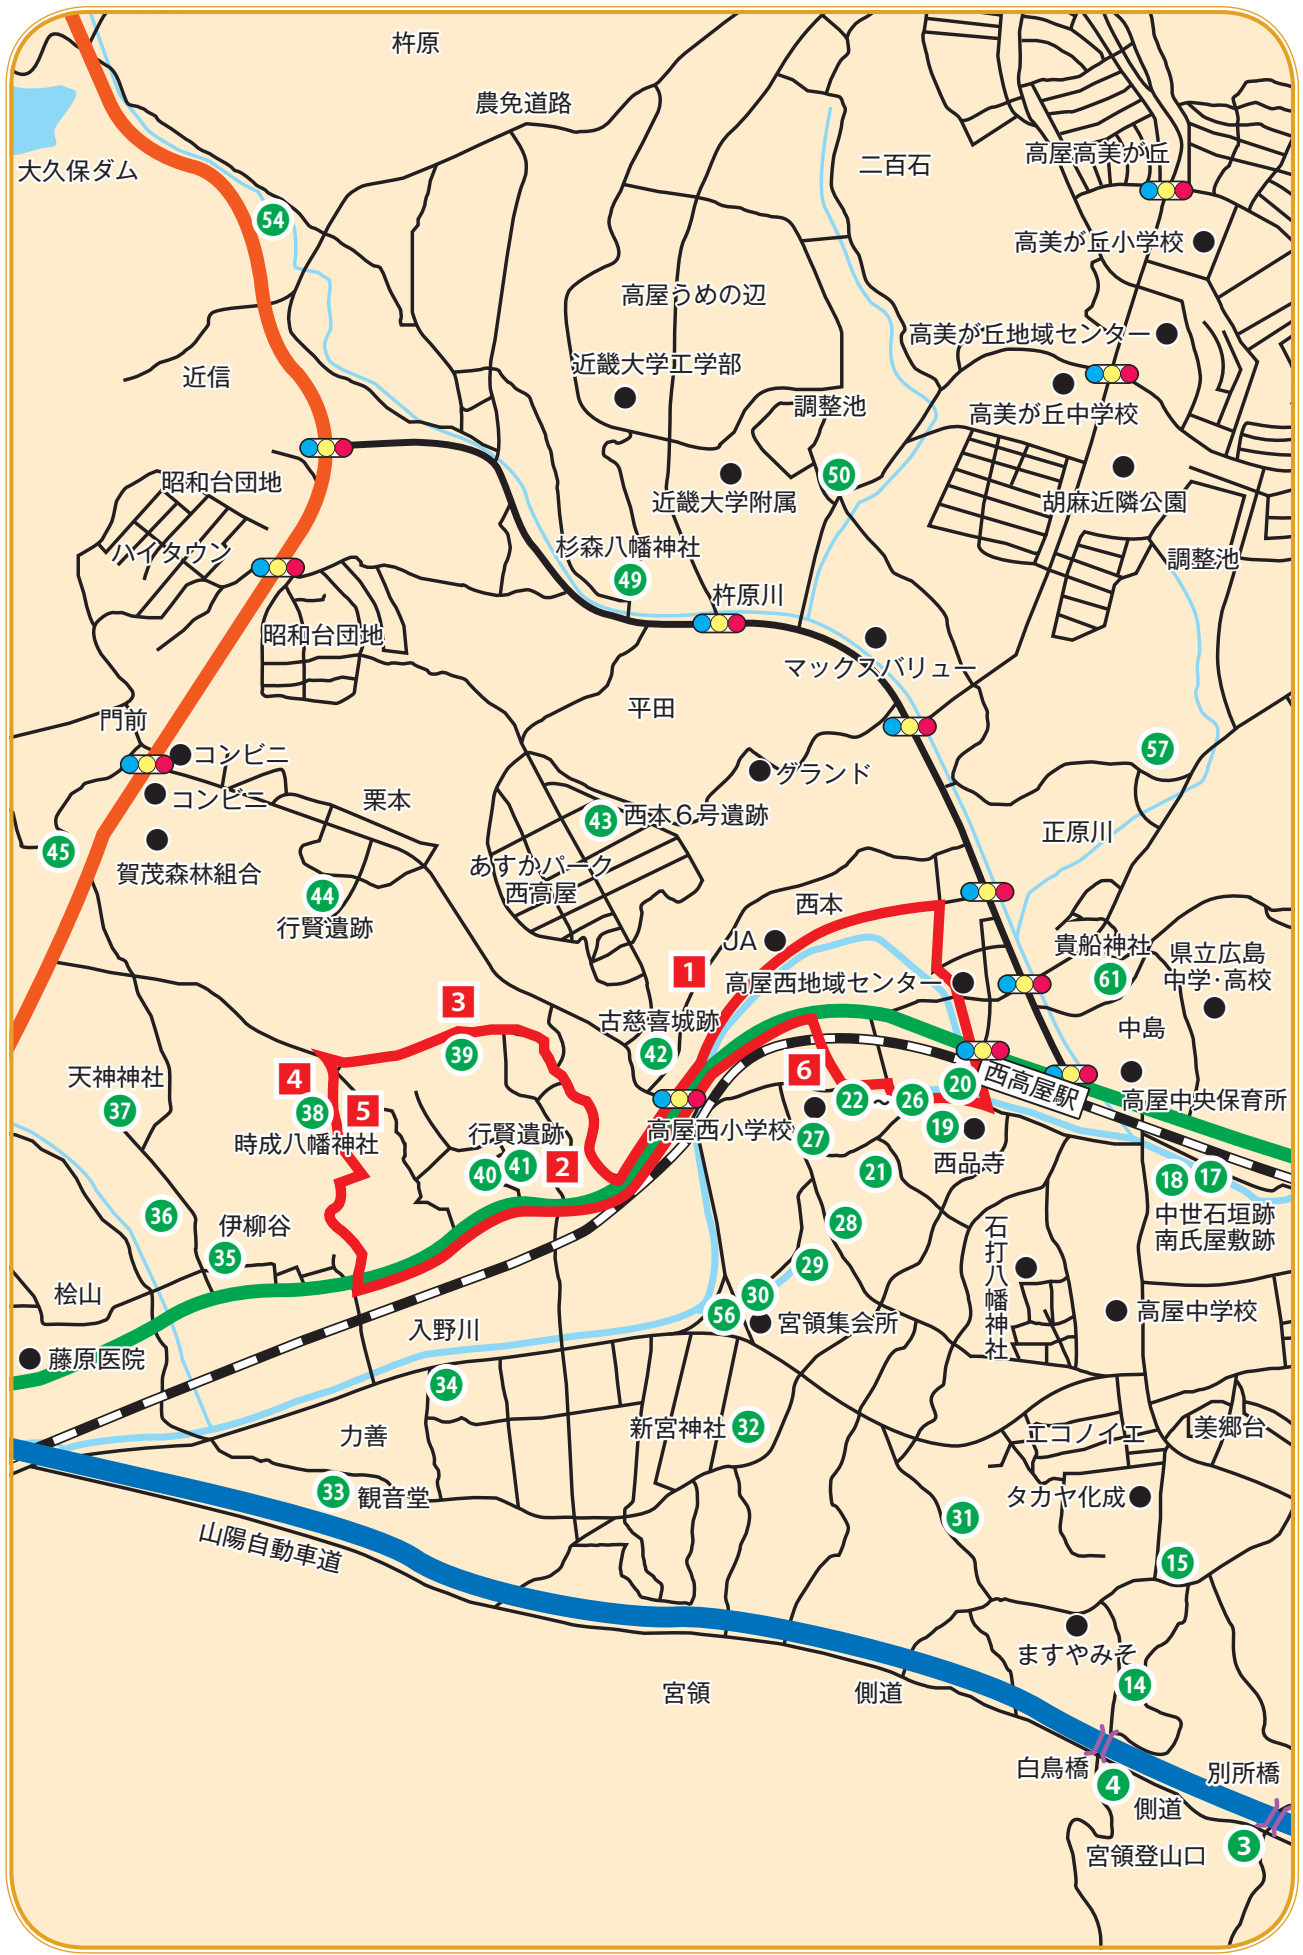 杵原
農免道路
大久保ダム
二百石
高屋高美が丘
54
高美が丘小学校
高屋うめの辺
高美が丘地域センター
近信
近畿大学工学部
調整池
高美が丘中学校
昭和台団地
50
近畿大学附属
胡麻近隣公園
ハイタウン
杉森八幡神社
調整池
49
杵原川
昭和台団地
マックスバリュー
平田
門前
57
コンビニ
グランド
コンビニ
栗本
43
西本6号遺跡
正原川
45
賀茂森林組合
あすかパーク
西高屋
44
西本
行賢遺跡
JA
貴船神社
県立広島
中学・高校
1
高屋西地域センター
61
3
古慈喜城跡
中島
39
42
天神神社
4
6
西高屋駅
20
高屋中央保育所
37
38
5
22
～
26
時成八幡神社
行賢遺跡
高屋西小学校
27
19
西品寺
40
41
2
21
18
17
36
伊柳谷
28
石打八幡神社
中世石垣跡
南氏屋敷跡
35
29
桧山
30
56
宮領集会所
高屋中学校
入野川
藤原医院
34
力善
新宮神社
32
エコノイエ
美郷台
33
観音堂
タカヤ化成
31
山陽自動車道
15
ますやみそ
14
宮領
側道
白鳥橋
4
別所橋
側道
3
宮領登山口